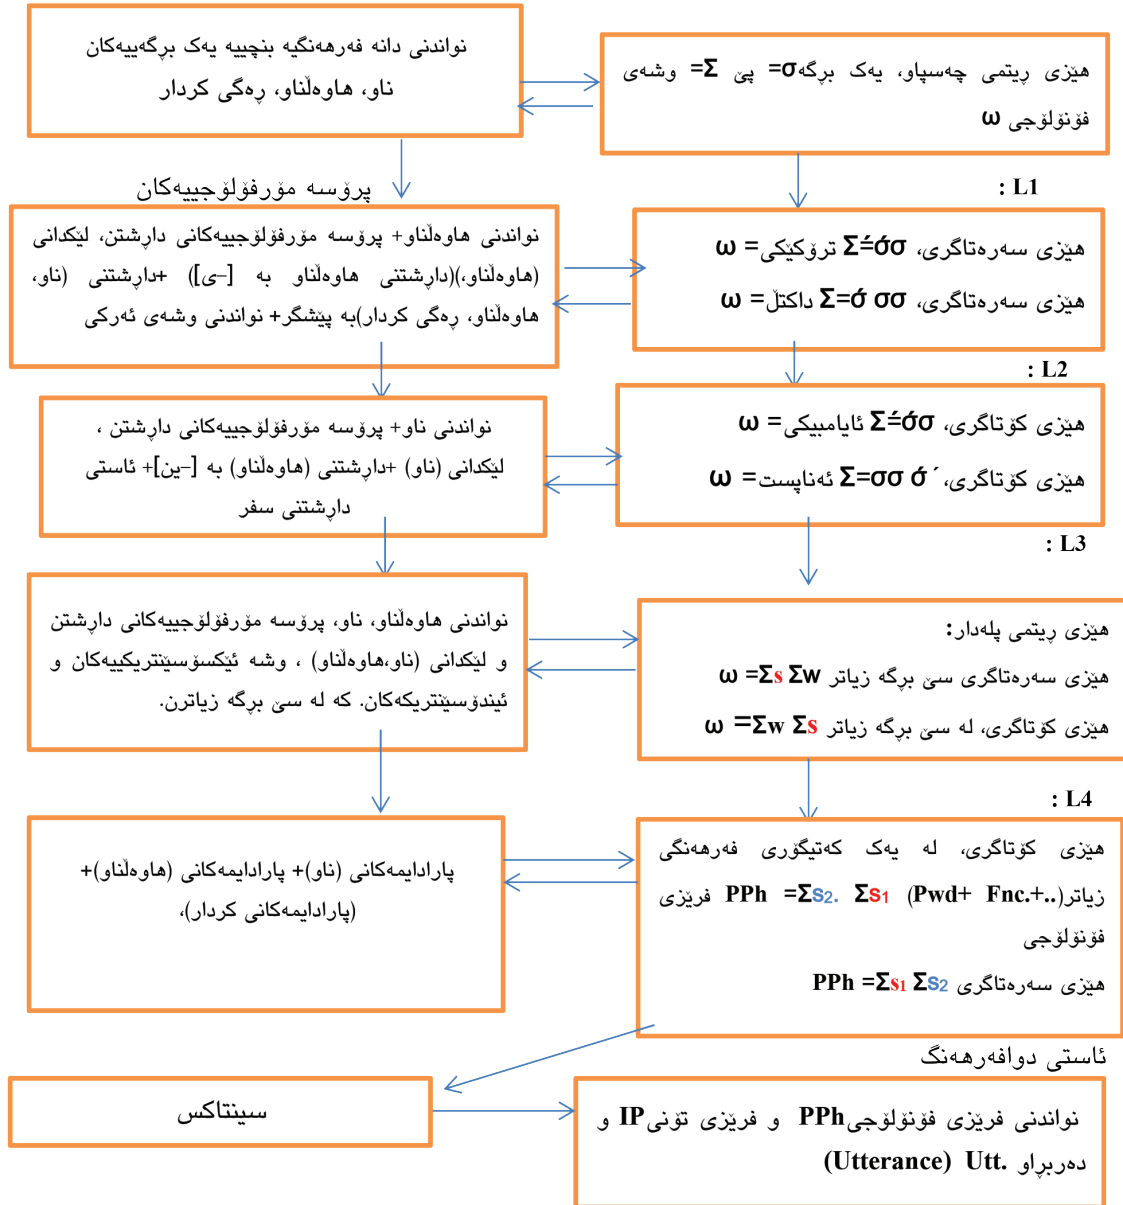 نواندنی دانە فەرهەنگیە بنچییە یەک برگەییەکان
ناو، هاوەڵناو، ڕەگی کردار
هێزی ڕیتمی چەسپاو، یەک برگەσ= پێ Σ= وشەی
فۆنۆلۆجی ω
پرۆسە مۆرفۆلۆجییەکان
L1 :
نواندنی هاوەڵناو+ پرۆسە مۆرفۆلۆجییەکانی دارشتن، لێکدانی
(هاوەڵناو،)(دارشتنی هاوەڵناو بە [–ی]) +دارشتنی (ناو،
هاوەڵناو، ڕەگی کردار)بە پێشگر+ نواندنی وشەی ئەرکی
هێزی سەرەتاگری، Σ=σ́σ ترۆکێکی= ω
هێزی سەرەتاگری، Σ=σ́ σσ داکتڵ= ω
L2 :
نواندنی ناو+ پرۆسە مۆرفۆلۆجییەکانی دارشتن ،
لێکدانی (ناو) +دارشتنی (هاوەڵناو) بە [–ین]+ ئاستی
دارشتنی سفر
هێزی کۆتاگری، Σ=σ́σ ئایامبیکی= ω
هێزی کۆتاگری، Σ=σσ σ́ ئەناپست= ω
L3 :
نواندنی هاوەڵناو، ناو، پرۆسە مۆرفۆلۆجییەکانی دارشتن
و لێکدانی (ناو،هاوەڵناو) ، وشە ئێکسۆسێنتریکییەکان و
ئیندۆسێنتریکەکان. کە لە سێ برگە زیاترن.
هێزی ڕیتمی پلەدار:
هێزی سەرەتاگری سێ برگە زیاتر ω =Σs Σw
هێزی کۆتاگری، لە سێ برگە زیاتر ω =Σw Σs
L4 :
پارادایمەکانی (ناو)+ پارادایمەکانی (هاوەڵناو)+
(پارادایمەکانی کردار)،
هێزی کۆتاگری، لە یەک کەتیگۆری فەرهەنگی
زیاتر(Pwd+ Fnc.+..) PPh =Σs₂. Σs₁ فرێزی
فۆنۆلۆجی
هێزی سەرەتاگری PPh =Σs₁ Σs₂
ئاستی دوافەرهەنگ
سینتاکس
نواندنی فرێزی فۆنۆلۆجیPPh و فرێزی تۆنیIP و
دەربراو .Utt (Utterance)